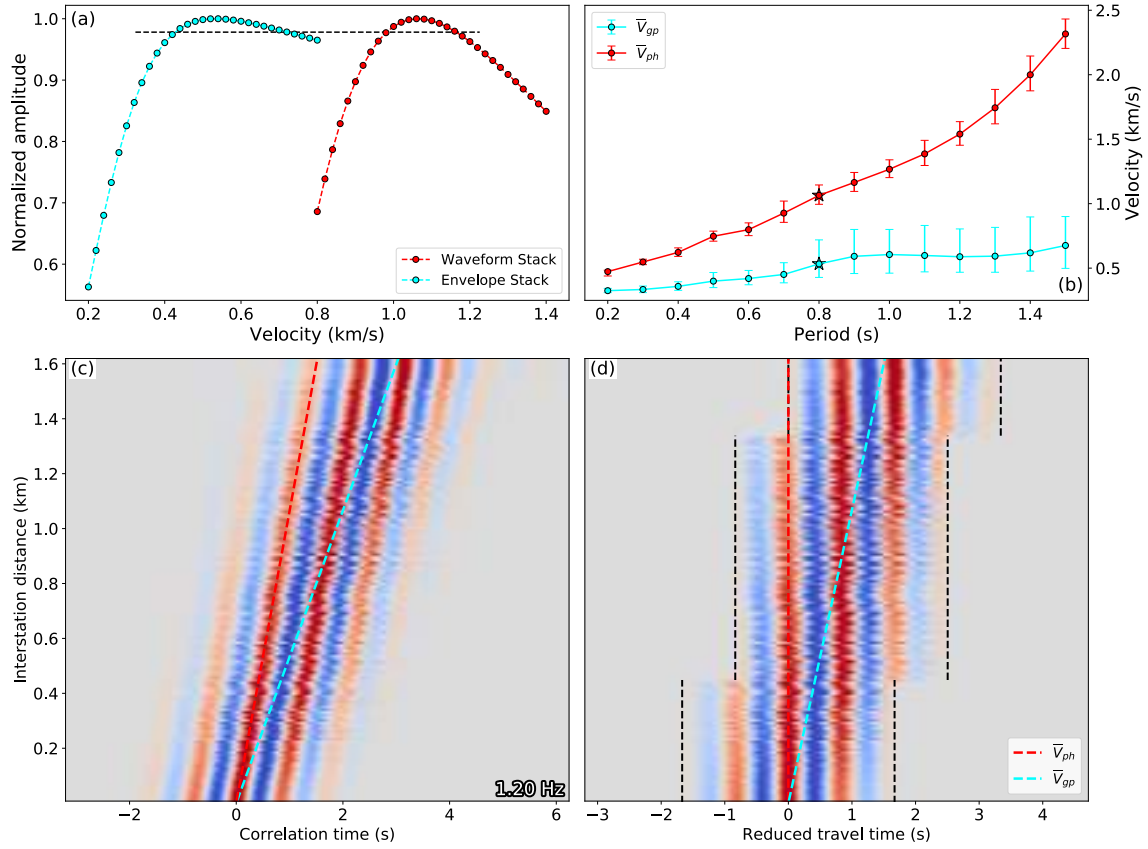 (a)
1.0
0.9
0.8
0.7
0.6
Normalized amplitude
Waveform Stack
Envelope Stack
0.2 0.4 0.6 0.8 1.0 1.2 1.4
Velocity (km/s)
V̅gp
V̅ph
2.5
2.0
1.5
1.0
0.5
Velocity (km/s)
(b)
0.2 0.4 0.6 0.8 1.0 1.2 1.4
Period (s)
(c)
1.6
1.4
1.2
1.0
0.8
0.6
0.4
0.2
Interstation distance (km)
1.20 Hz
−2 0 2 4 6
Correlation time (s)
(d)
V̅ph
V̅gp
−3 −2 −1 0 1 2 3 4
Reduced travel time (s)